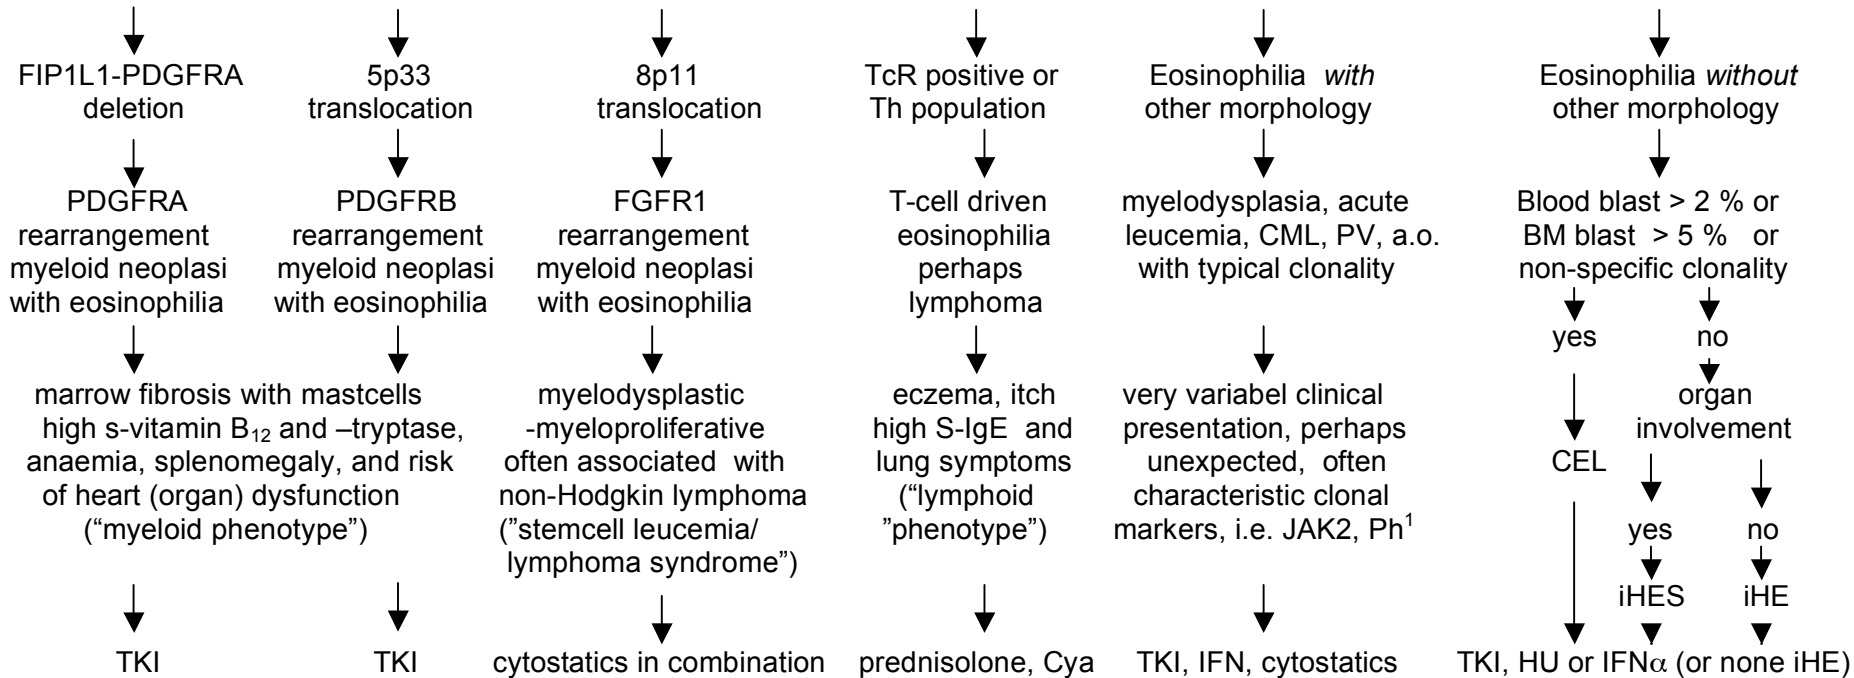 FIP1L1-PDGFRA
deletion
5p33
translocation
8p11
translocation
TcR positive or
Th population
Eosinophilia with
other morphology
Eosinophilia without
other morphology
PDGFRA
rearrangement
myeloid neoplasi
with eosinophilia
PDGFRB
rearrangement
myeloid neoplasi
with eosinophilia
FGFR1
rearrangement
myeloid neoplasi
with eosinophilia
T-cell driven
eosinophilia
perhaps
lymphoma
myelodysplasia, acute
leucemia, CML, PV, a.o.
with typical clonality
Blood blast > 2 % or
BM blast > 5 % or
non-specific clonality
yes
no
marrow fibrosis with mastcells
high s-vitamin B₁₂ and –tryptase,
anaemia, splenomegaly, and risk
of heart (organ) dysfunction
(“myeloid phenotype”)
myelodysplastic
-myeloproliferative
often associated with
non-Hodgkin lymphoma
(”stemcell leucemia/
lymphoma syndrome”)
eczema, itch
high S-IgE and
lung symptoms
(“lymphoid
”phenotype”)
very variabel clinical
presentation, perhaps
unexpected, often
characteristic clonal
markers, i.e. JAK2, Ph¹
organ
involvement
CEL
yes
no
iHES
iHE
TKI
TKI
cytostatics in combination
prednisolone, Cya
TKI, IFN, cytostatics
TKI, HU or IFNα (or none iHE)